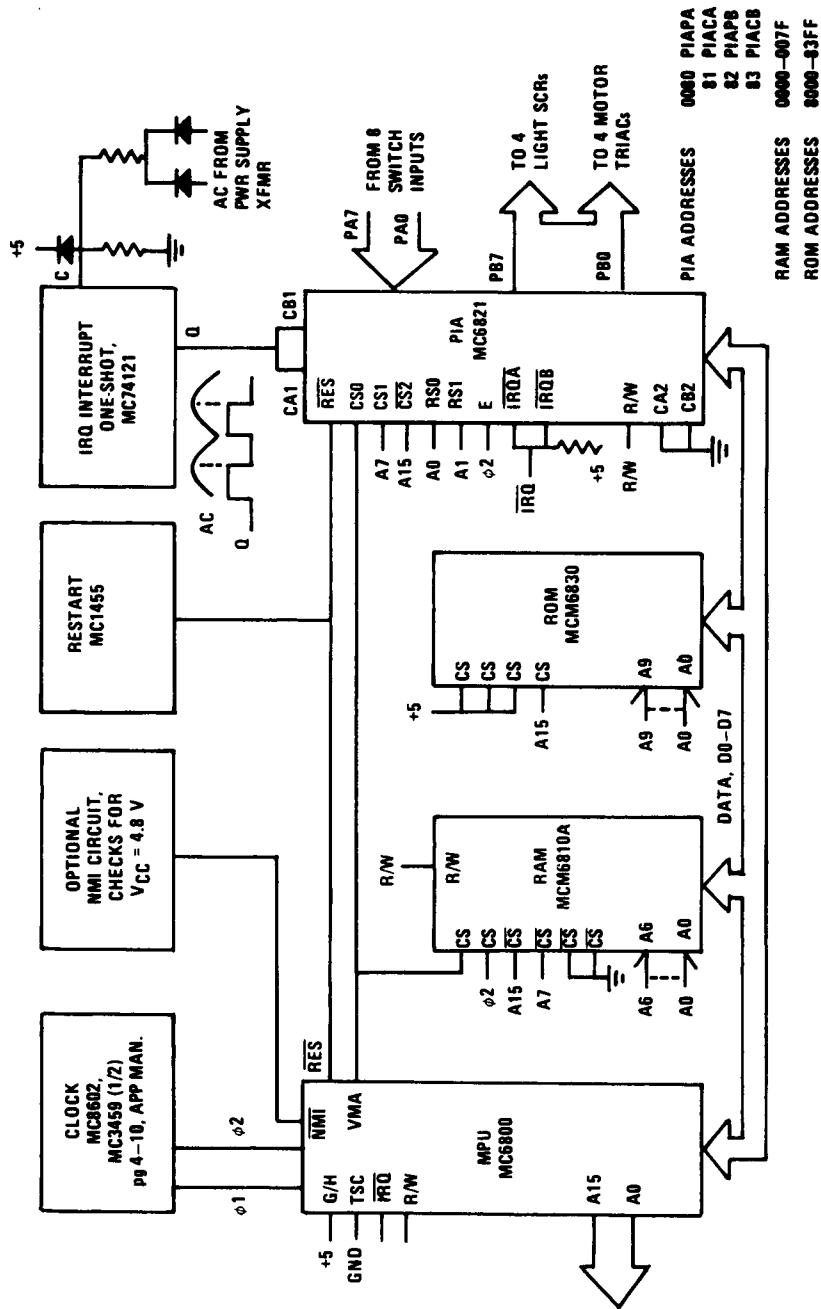 CLOCK
MC8602,
MC3459 (1/2)
pg 4-10, APP MAN.
OPTIONAL
NMI CIRCUIT,
CHECKS FOR
VCC = 4.8 V
RESTART
MC1455
IRQ INTERRUPT
ONE-SHOT,
MC74121
C
+5
AC FROM
PWR SUPPLY
XFMR
φ1
φ2
AC
Q
Q
+5
GND
G/H
TSC
IRQ
R/W
NMI
VMA
RES
MPU
MC6800
A15
A0
R/W
R/W
RAM
MCM6810A
CS
CS
CS
CS
CS
CS
φ2
A15
A7
A6
A0
A6
A0
+5
CS
CS
CS
CS
A15
ROM
MCM6830
A9
A0
A9
A0
DATA, D0-D7
CA1
CB1
RES
CS0
CS1
CS2
RS0
RS1
E
IRQA
IRQB
R/W
CA2
CB2
A7
A15
A0
A1
φ2
IRQ
+5
R/W
PIA
MC6821
PA7
PA0
FROM 8
SWITCH
INPUTS
PB7
PB0
TO 4
LIGHT SCRs
TO 4 MOTOR
TRIACs
PIA ADDRESSES 0080 PIAPA
81 PIACA
82 PIAPB
83 PIACB
RAM ADDRESSES 0000-007F
ROM ADDRESSES 8000-83FF